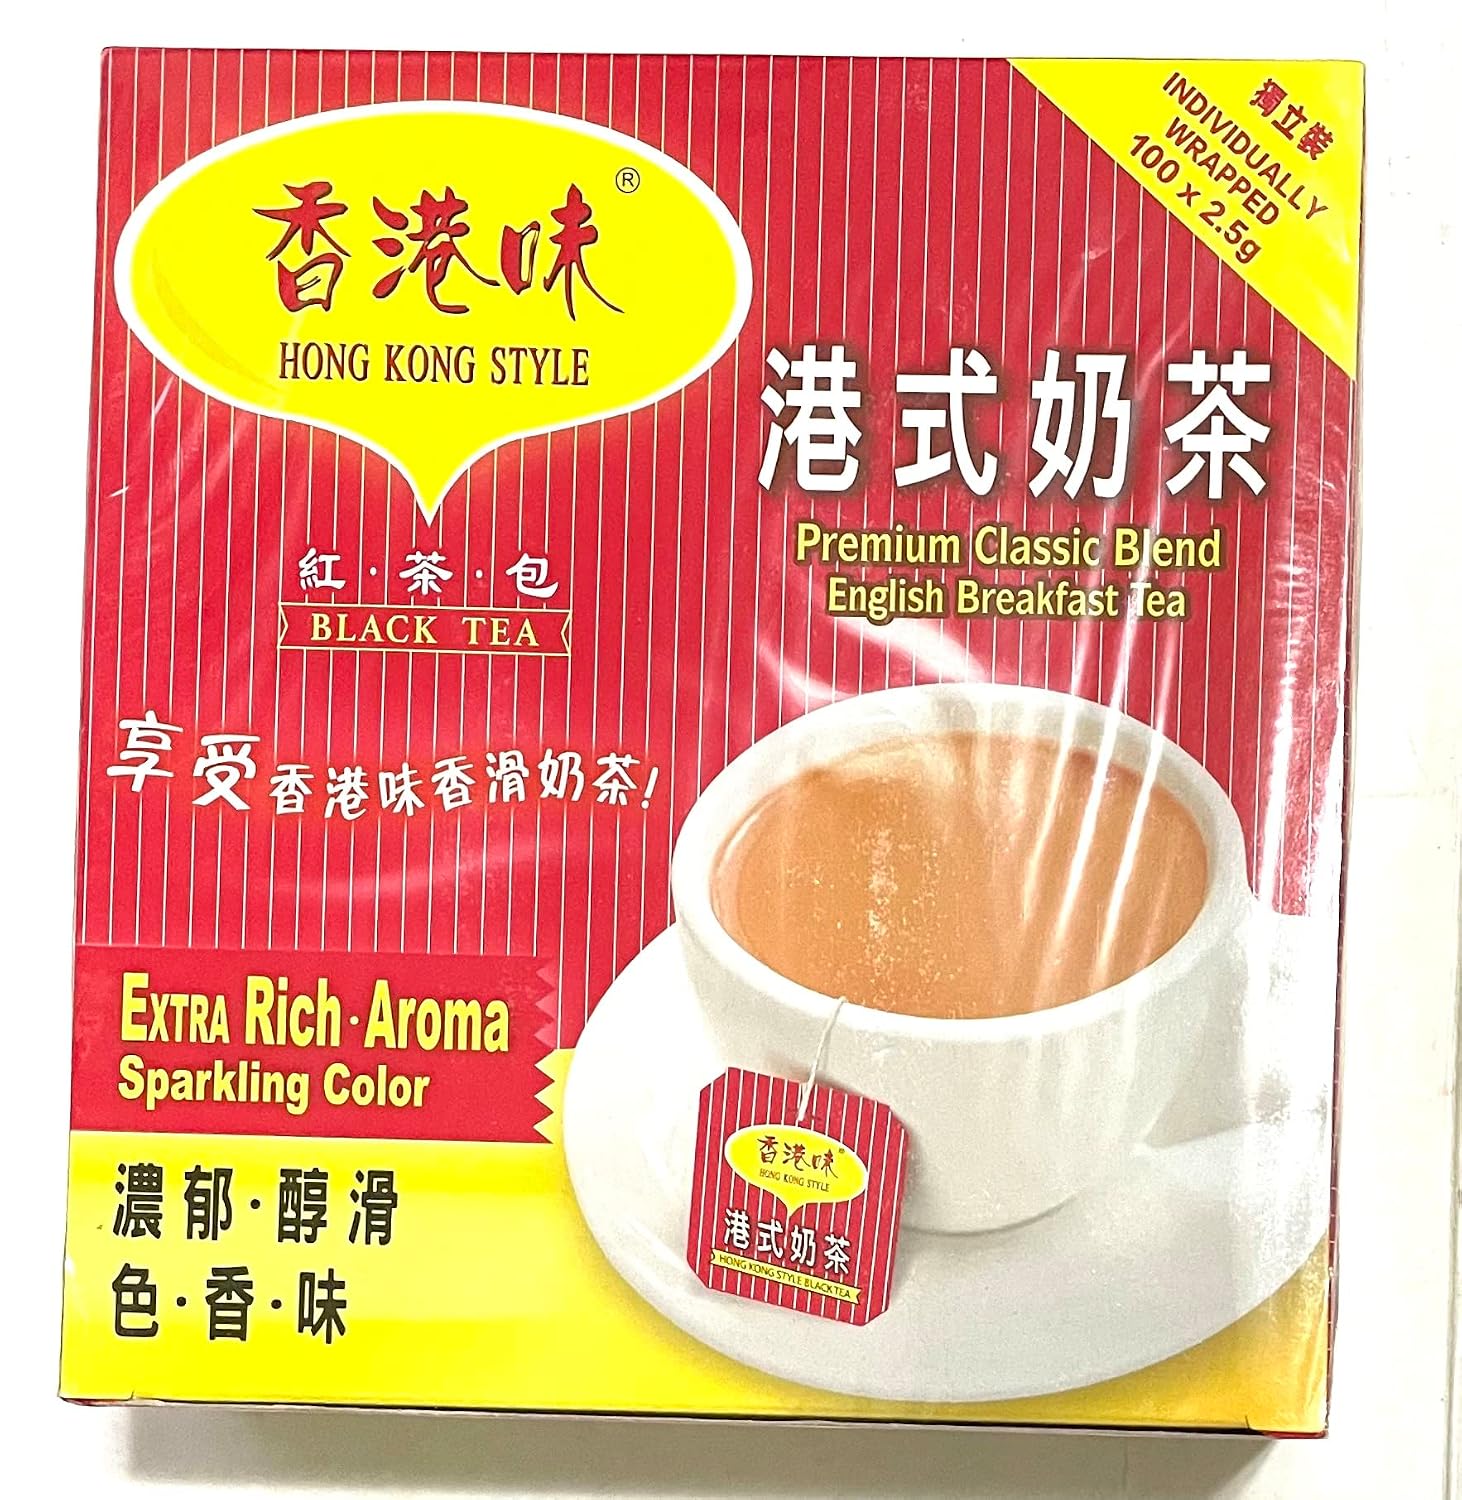 香港味®
HONG KONG STYLE
獨立裝
INDIVIDUALLY
WRAPPED
100 x 2.5g
港式奶茶
Premium Classic Blend
English Breakfast Tea
紅·茶·包
BLACK TEA
享受香港味香滑奶茶!
EXTRA Rich·Aroma
Sparkling Color
濃郁·醇滑
色·香·味
香港味®
HONG KONG STYLE
港式奶茶
HONG KONG STYLE BLACK TEA